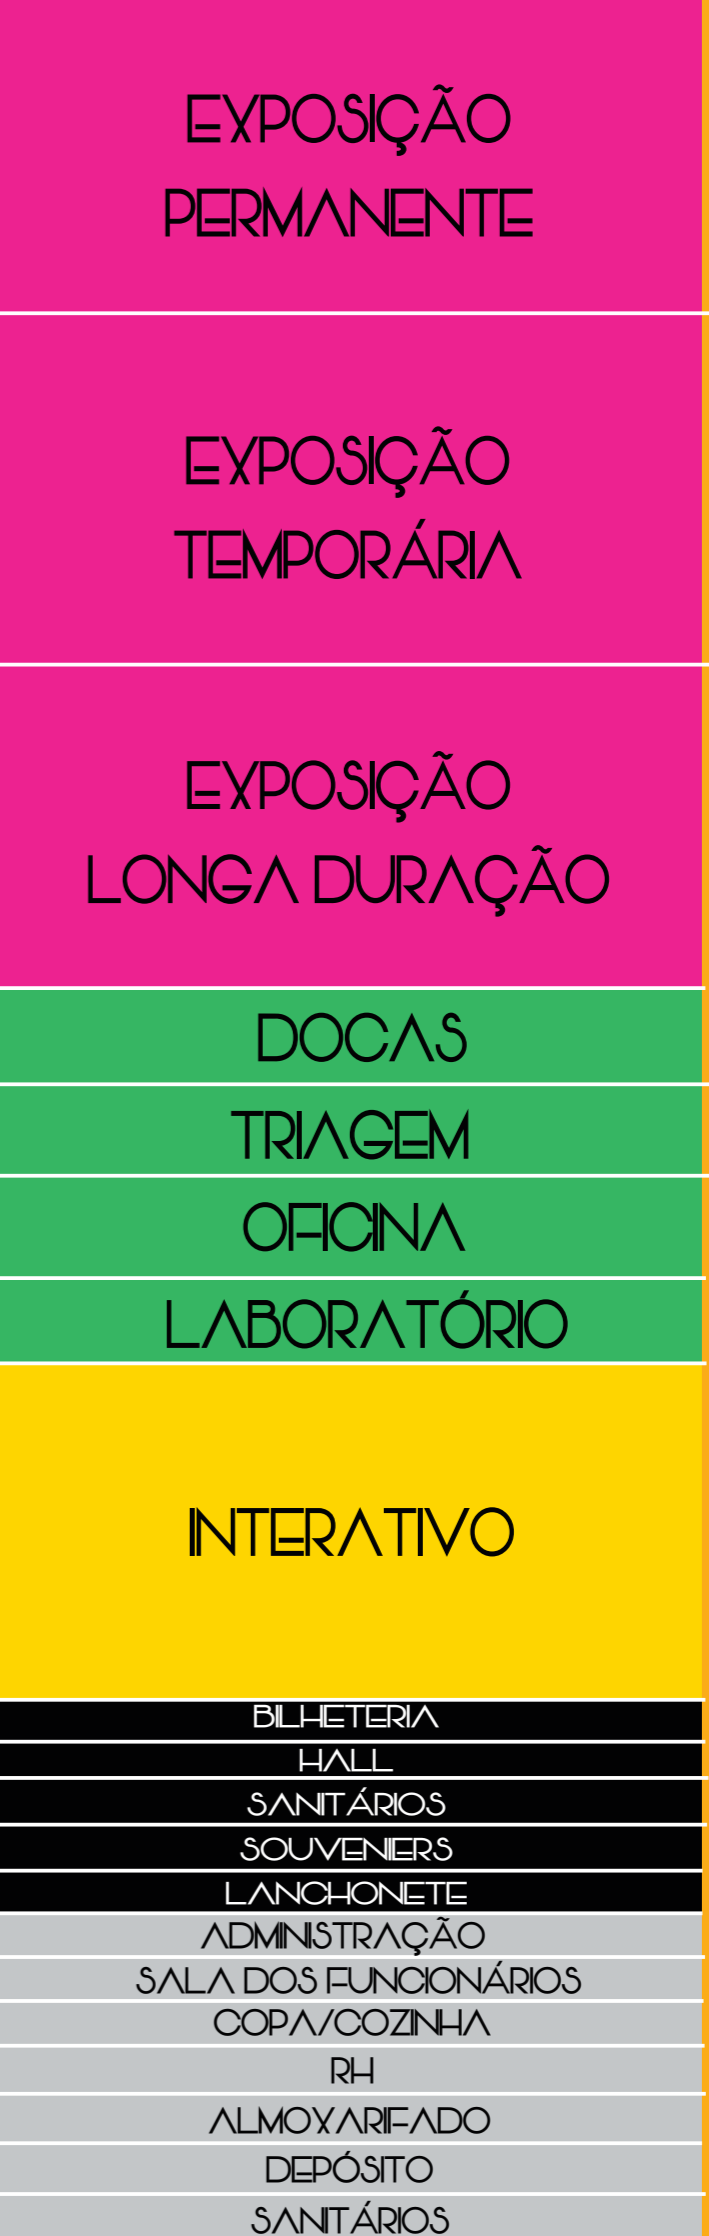 EXPOSIÇÃO
PERMANENTE
EXPOSIÇÃO
TEMPORÁRIA
EXPOSIÇÃO
LONGA DURAÇÃO
DOCAS
TRIAGEM
OFICINA
LABORATÓRIO
INTERATIVO
BILHETERIA
HALL
SANITÁRIOS
SOUVENIERS
LANCHONETE
ADMINISTRAÇÃO
SALA DOS FUNCIONÁRIOS
COPA/COZINHA
RH
ALMOXARIFADO
DEPÓSITO
SANITÁRIOS